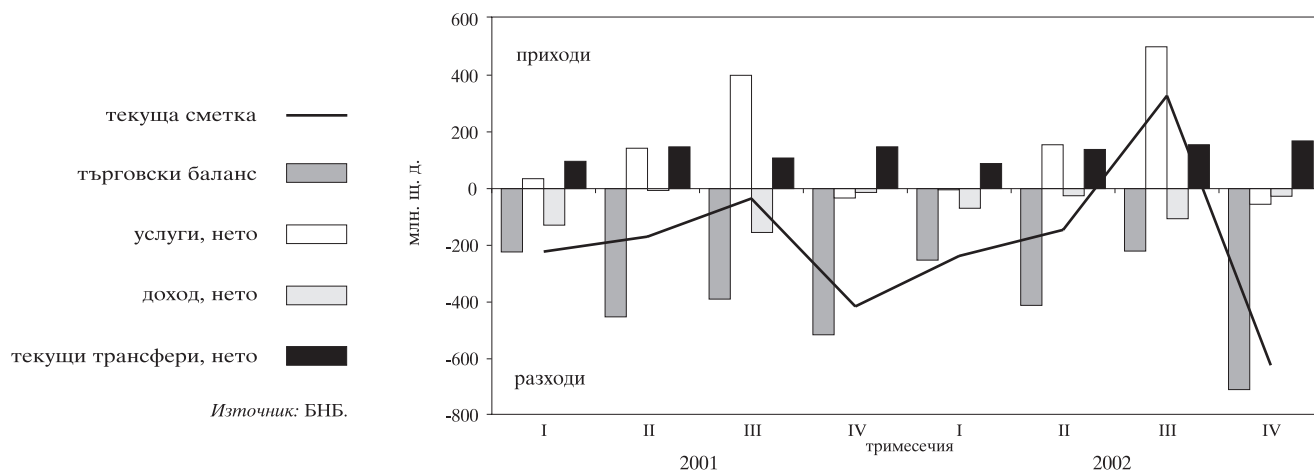 текуща сметка
търговски баланс
услуги, нето
доход, нето
текущи трансфери, нето
Източник: БНБ.
млн. щ. д.
600
400
200
0
-200
-400
-600
-800
приходи
разходи
I II III IV I II III IV
тримесечия
2001 2002